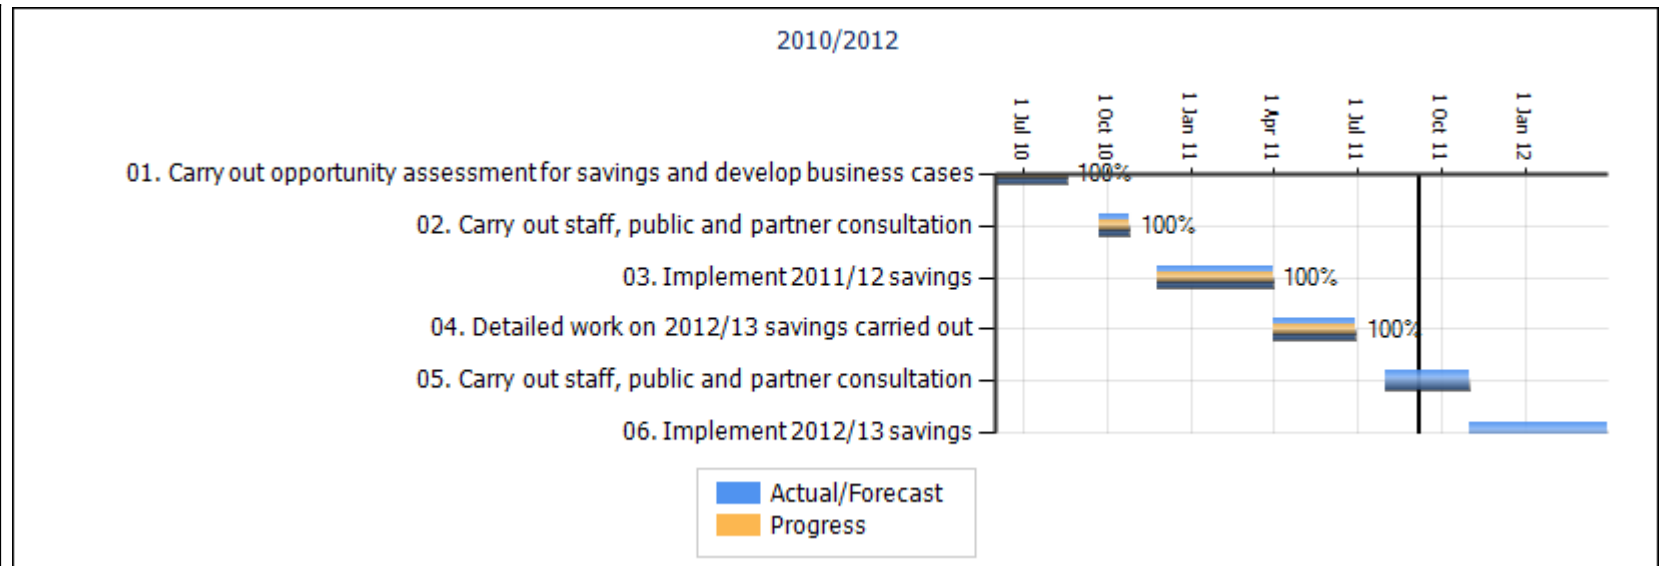 2010/2012
1 Jul 10
1 Oct 10
1 Jan 11
1 Apr 11
1 Jul 11
1 Oct 11
1 Jan 12
01. Carry out opportunity assessment for savings and develop business cases
100%
02. Carry out staff, public and partner consultation
100%
03. Implement 2011/12 savings
100%
04. Detailed work on 2012/13 savings carried out
100%
05. Carry out staff, public and partner consultation
06. Implement 2012/13 savings
Actual/Forecast
Progress